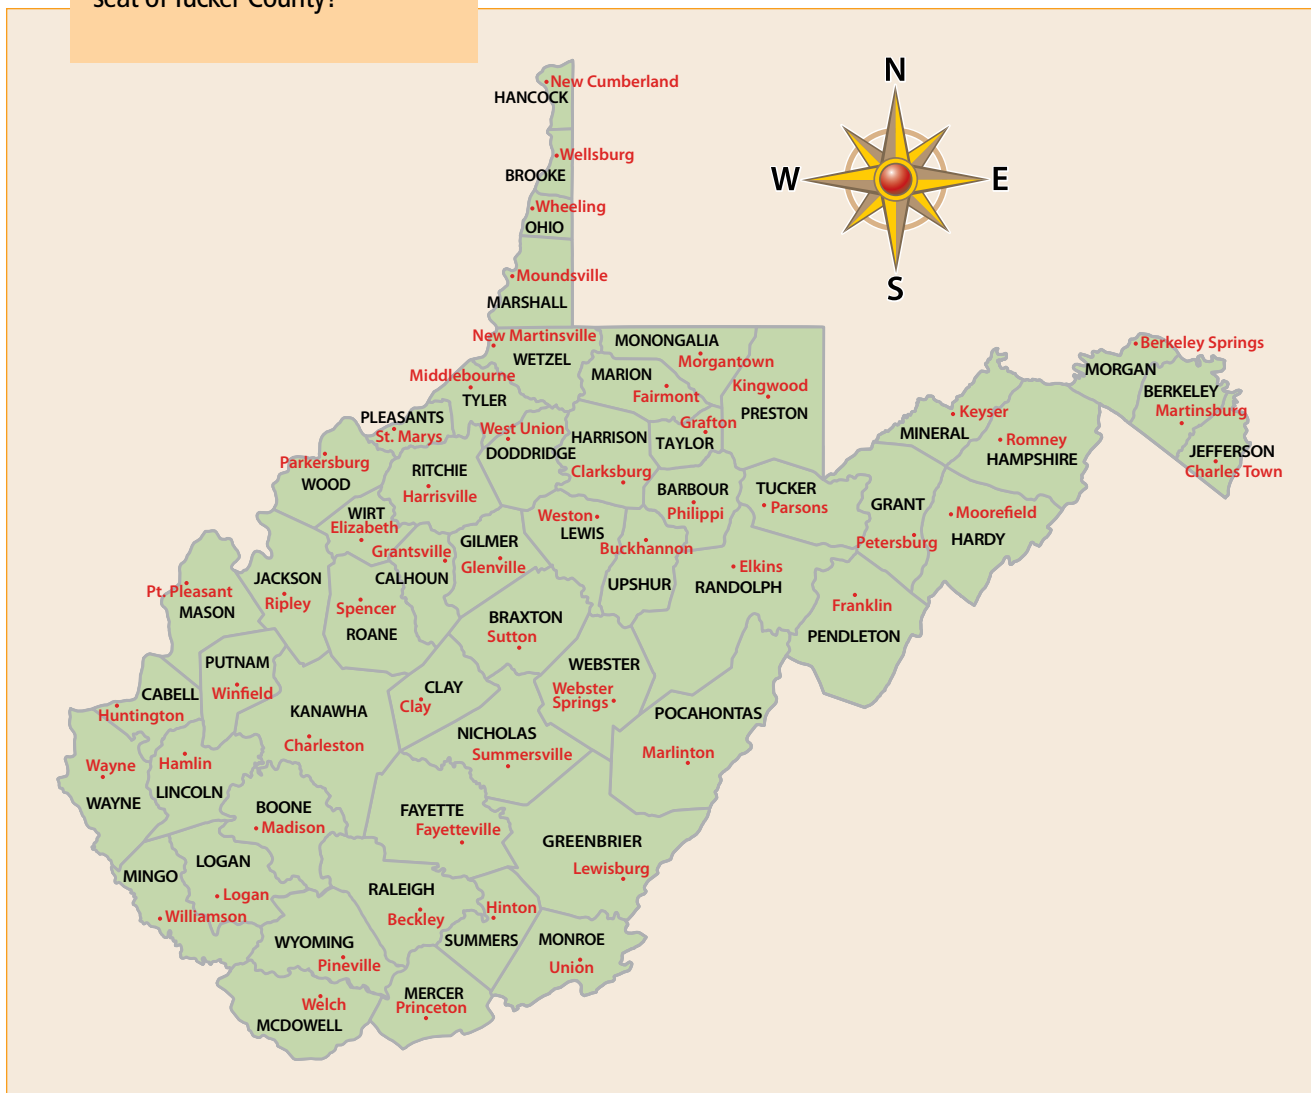 seat of Tucker County?
N
W
E
S
New Cumberland
HANCOCK
Wellsburg
BROOKE
Wheeling
OHIO
Moundsville
MARSHALL
New Martinsville
WETZEL
MONONGALIA
Morgantown
Middlebourne
TYLER
MARION
Fairmont
Kingwood
PRESTON
PLEASANTS
St. Marys
West Union
DODDRIDGE
HARRISON
Clarksburg
Grafton
TAYLOR
Berkeley Springs
MORGAN
BERKELEY
Martinsburg
JEFFERSON
Charles Town
Keyser
MINERAL
Romney
HAMPSHIRE
Parkersburg
WOOD
RITCHIE
Harrisville
BARBOUR
Philippi
TUCKER
Parsons
GRANT
Petersburg
Moorefield
HARDY
WIRT
Elizabeth
Grantsville
CALHOUN
GILMER
Glenville
Weston
LEWIS
Buckhannon
UPSHUR
Elkins
RANDOLPH
Franklin
PENDLETON
Pt. Pleasant
MASON
JACKSON
Ripley
Spencer
ROANE
BRAXTON
Sutton
PUTNAM
Winfield
CABELL
Huntington
KANAWHA
Charleston
CLAY
Clay
WEBSTER
Webster
Springs
POCAHONTAS
Marlinton
NICHOLAS
Summersville
Wayne
WAYNE
Hamlin
LINCOLN
BOONE
Madison
FAYETTE
Fayetteville
GREENBRIER
Lewisburg
LOGAN
Logan
MINGO
Williamson
RALEIGH
Beckley
Hinton
SUMMERS
MONROE
Union
WYOMING
Pineville
Welch
MCDOWELL
MERCER
Princeton